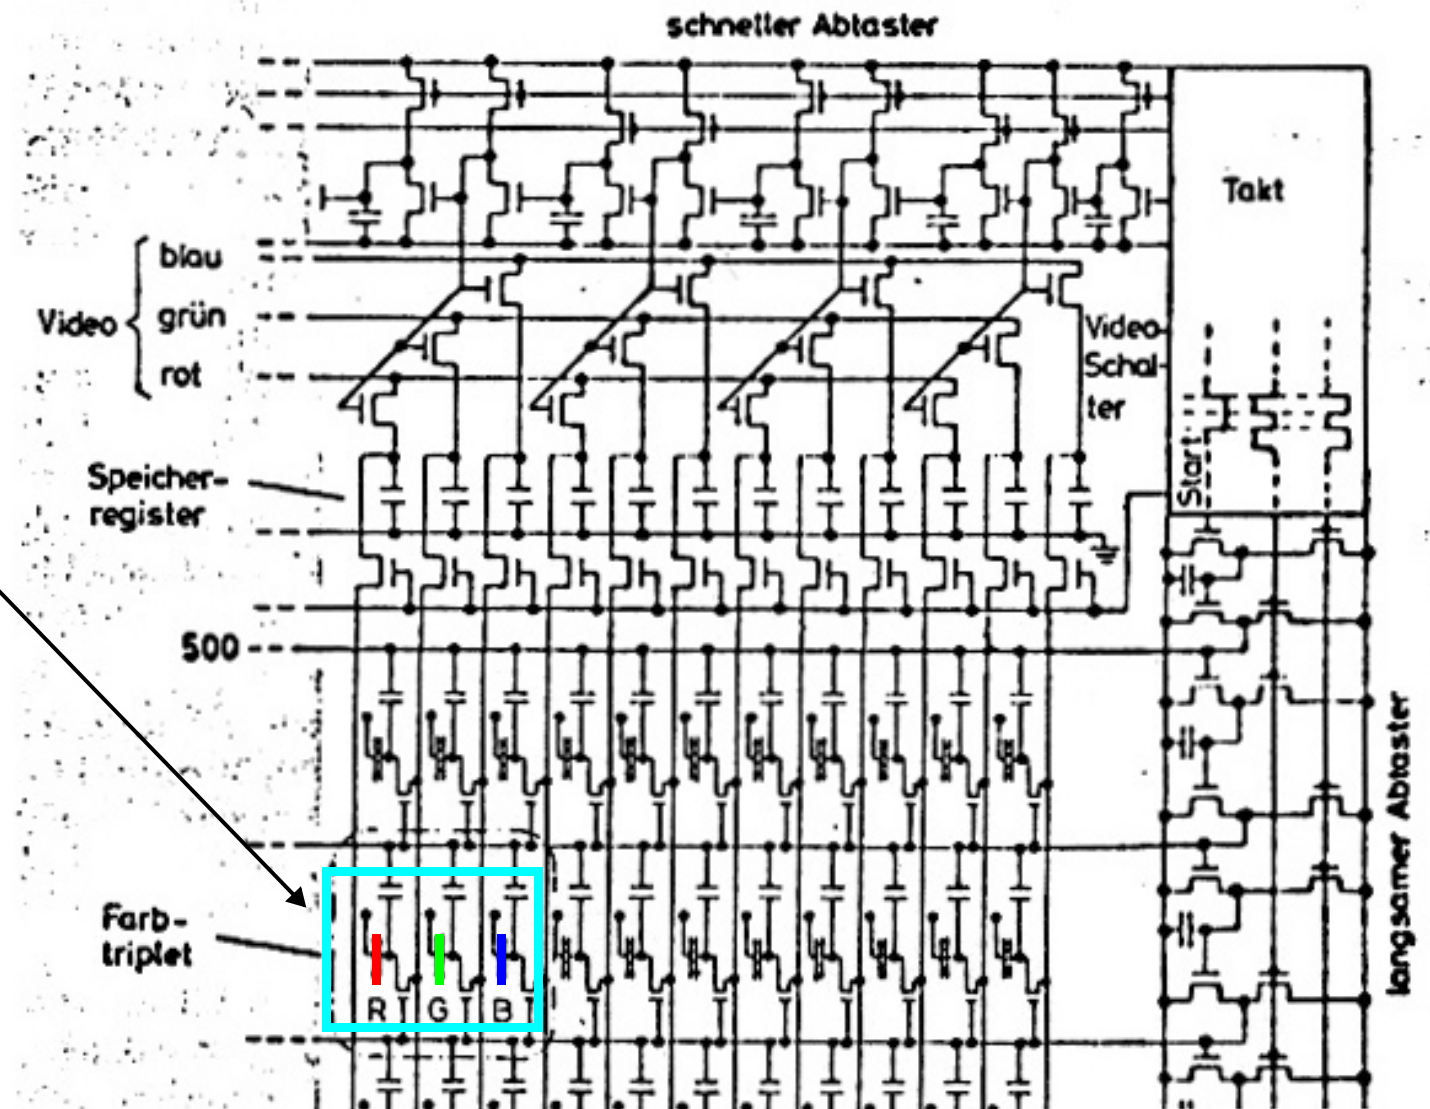 schneller Abtaster
Takt
blau
Video
grün
rot
Video-
Schal-
ter
Start
Speicher-
register
500
langsamer Abtaster
Farb-
triplet
R G B